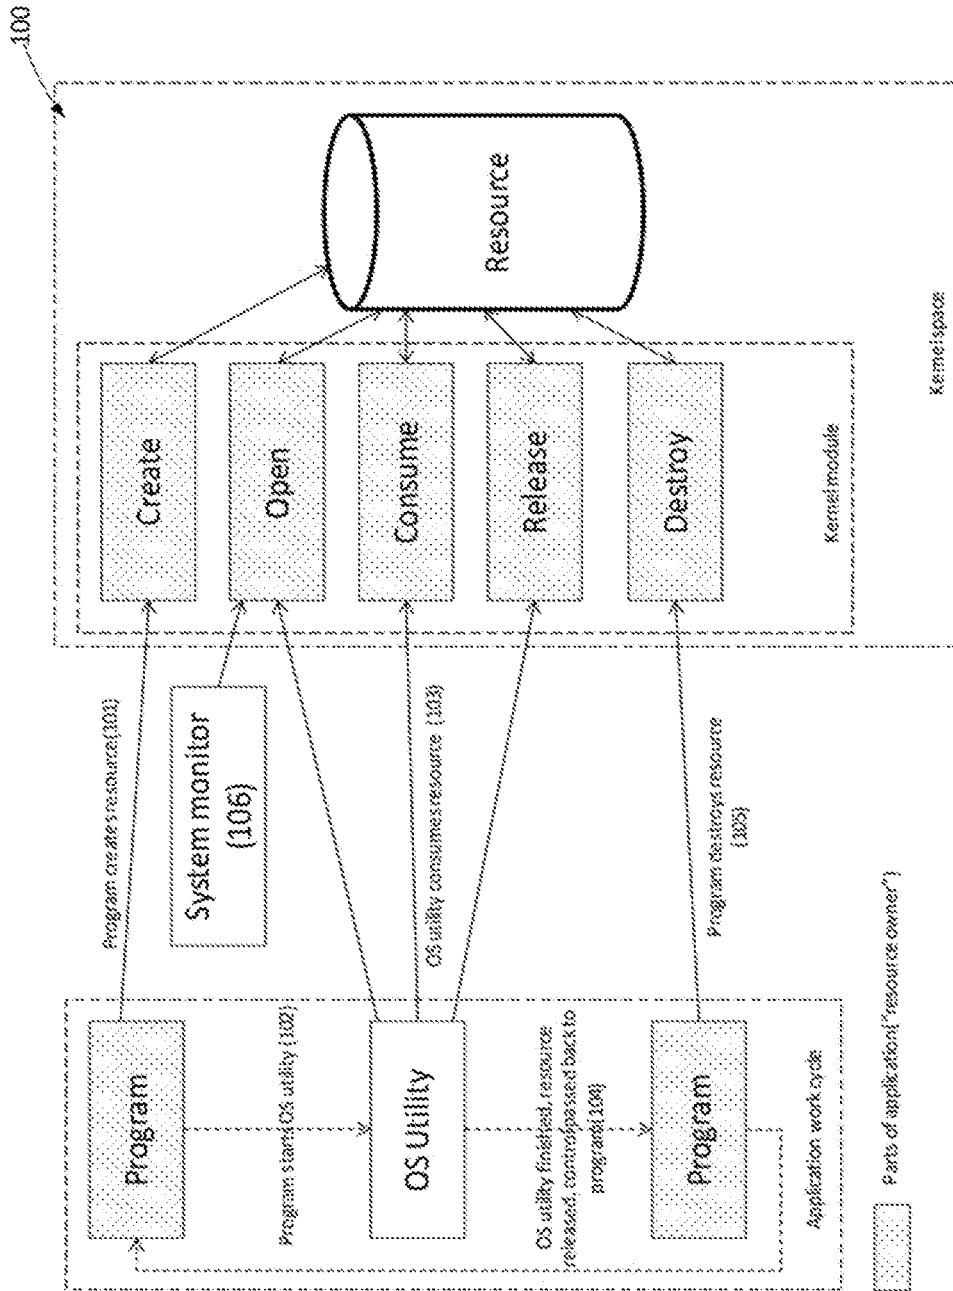 100
Program
OS Utility
Program
Program starts OS utility (102)
OS utility finished, resource
released, control passed back to
program(104)
Application work cycle
Program creates resource(101)
System monitor
(106)
OS utility consumes resource (103)
Program destroys resource
(105)
Create
Open
Consume
Release
Destroy
Kernel module
Resource
Kernel space
Parts of application("resource owner")